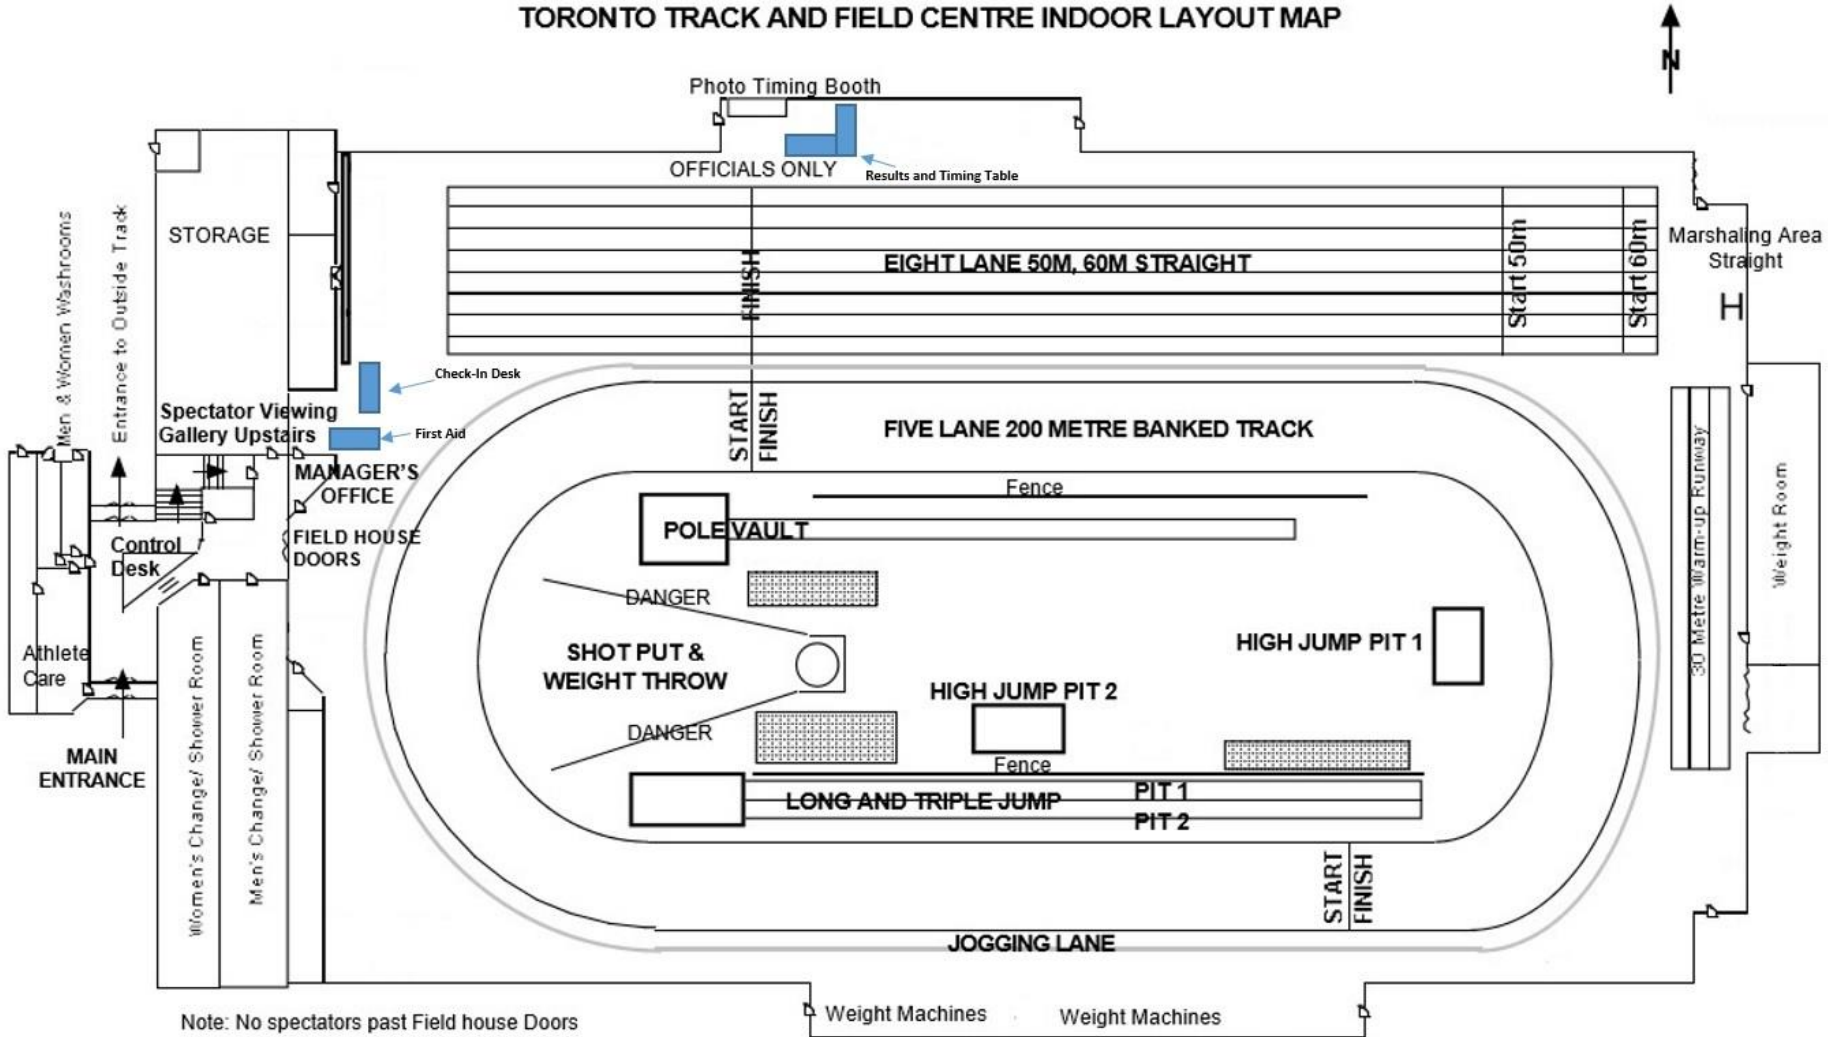 TORONTO TRACK AND FIELD CENTRE INDOOR LAYOUT MAP
N
Photo Timing Booth
OFFICIALS ONLY
Results and Timing Table
Men & Women Washrooms
Entrance to Outside Track
STORAGE
FINISH
EIGHT LANE 50M, 60M STRAIGHT
Start 50m
Start 60m
Marshaling Area
Straight
H
Check-In Desk
First Aid
Spectator Viewing
Gallery Upstairs
MANAGER'S
OFFICE
START
FINISH
FIVE LANE 200 METRE BANKED TRACK
Fence
POLE VAULT
Control
Desk
FIELD HOUSE
DOORS
30 Metre Warm-up Runway
Weight Room
DANGER
SHOT PUT &
WEIGHT THROW
DANGER
HIGH JUMP PIT 1
HIGH JUMP PIT 2
Athlete
Care
MAIN
ENTRANCE
Women's Change/ Shower Room
Men's Change/ Shower Room
Fence
LONG AND TRIPLE JUMP
PIT 1
PIT 2
START
FINISH
JOGGING LANE
Weight Machines
Weight Machines
Note: No spectators past Field house Doors